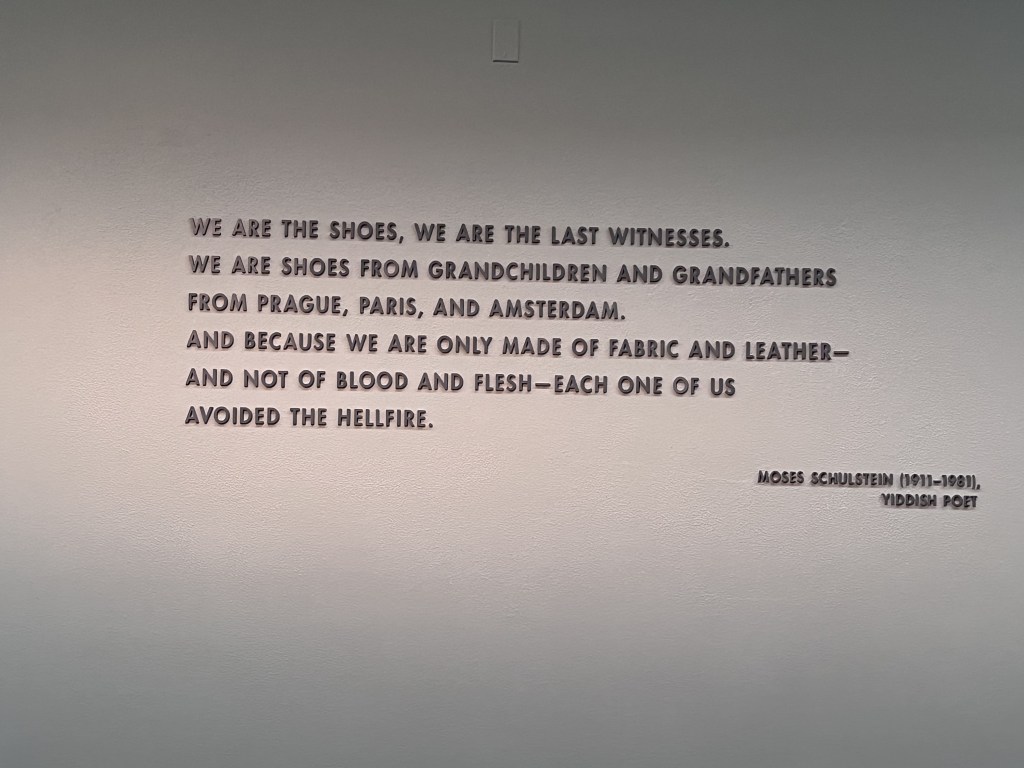 WE ARE THE SHOES, WE ARE THE LAST WITNESSES.
WE ARE SHOES FROM GRANDCHILDREN AND GRANDFATHERS
FROM PRAGUE, PARIS, AND AMSTERDAM.
AND BECAUSE WE ARE ONLY MADE OF FABRIC AND LEATHER—
AND NOT OF BLOOD AND FLESH—EACH ONE OF US
AVOIDED THE HELLFIRE.
MOSES SCHULSTEIN (1911–1981),
YIDDISH POET